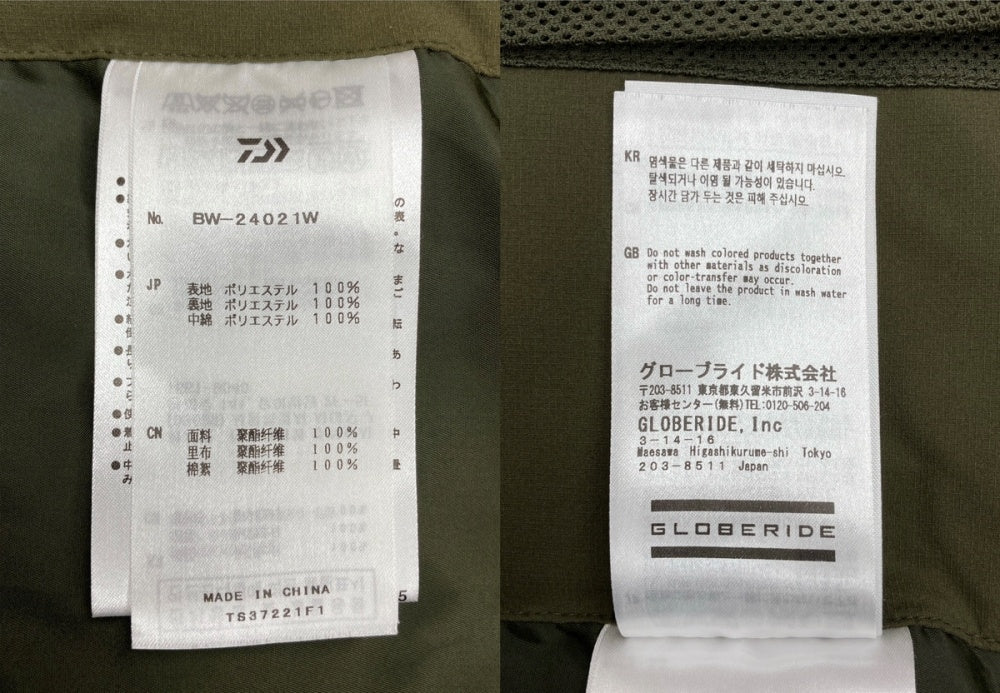 No. BW-24021W
JP 表地 ポリエステル 100%
裏地 ポリエステル 100%
中綿 ポリエステル 100%
CN 面料 聚酯纤维 100%
里布 聚酯纤维 100%
棉絮 聚酯纤维 100%
MADE IN CHINA
TS37221F1
KR 염색물은 다른 제품과 같이 세탁하지 마십시오.
탈색되거나 이염 될 가능성이 있습니다.
장시간 담가 두는 것은 피해 주십시오.
GB Do not wash colored products together
with other materials as discoloration
or color-transfer may occur.
Do not leave the product in wash water
for a long time.
グローブライド株式会社
〒203-8511 東京都東久留米市前沢 3-14-16
お客様センター(無料)TEL:0120-506-204
GLOBERIDE, Inc
3-14-16
Maesawa Higashikurume-shi Tokyo
203-8511 Japan
GLOBERIDE